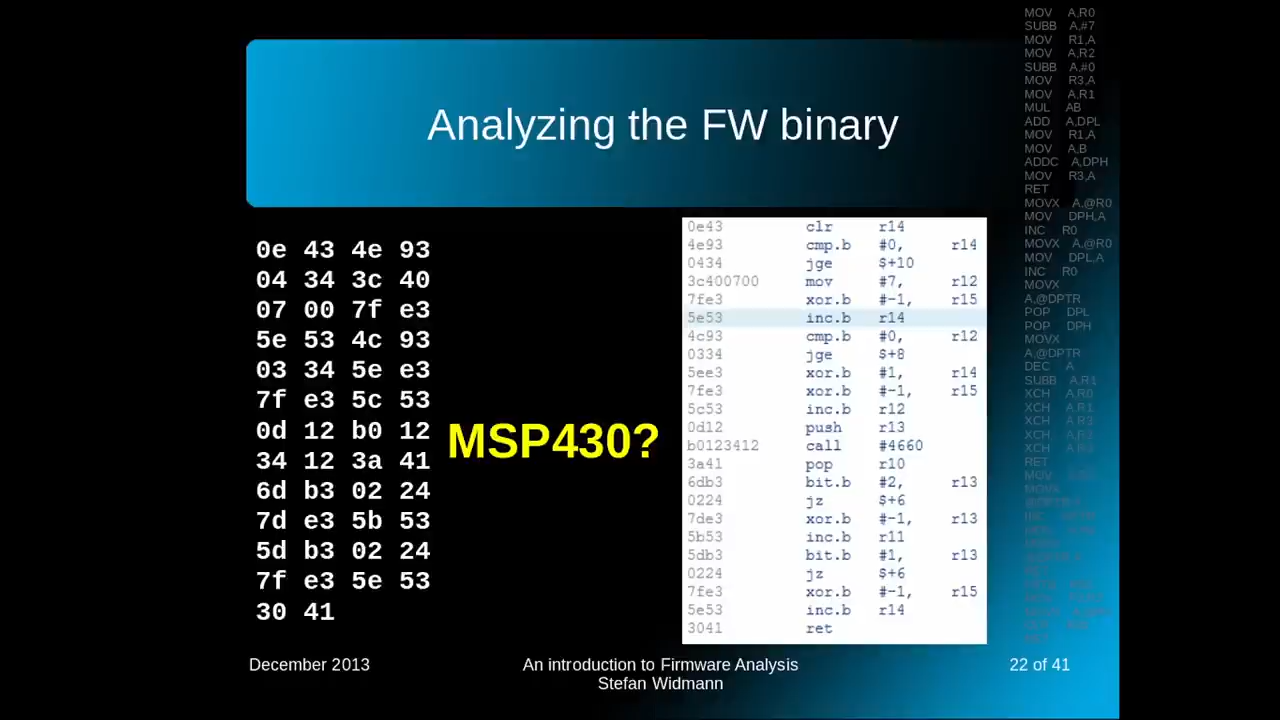 Analyzing the FW binary
0e 43 4e 93
04 34 3c 40
07 00 7f e3
5e 53 4c 93
03 34 5e e3
7f e3 5c 53
0d 12 b0 12
34 12 3a 41
6d b3 02 24
7d e3 5b 53
5d b3 02 24
7f e3 5e 53
30 41
MSP430?
0e43 clr r14
4e93 cmp.b #0, r14
0434 jge $+10
3c400700 mov #7, r12
7fe3 xor.b #-1, r15
5e53 inc.b r14
4c93 cmp.b #0, r12
0334 jge $+8
5ee3 xor.b #1, r14
7fe3 xor.b #-1, r15
5c53 inc.b r12
0d12 push r13
b0123412 call #4660
3a41 pop r10
6db3 bit.b #2, r13
0224 jz $+6
7de3 xor.b #-1, r13
5b53 inc.b r11
5db3 bit.b #1, r13
0224 jz $+6
7fe3 xor.b #-1, r15
5e53 inc.b r14
3041 ret
MOV A,R0
SUBB A,#7
MOV R1,A
MOV A,R2
SUBB A,#0
MOV R3,A
MOV A,R1
MUL AB
ADD A,DPL
MOV R1,A
MOV A,B
ADDC A,DPH
MOV R3,A
RET
MOVX A,@R0
MOV DPH,A
INC R0
MOVX A,@R0
MOV DPL,A
INC R0
MOVX
A,@DPTR
POP DPL
POP DPH
MOVX
A,@DPTR
DEC A
SUBB A,R1
XCH A,R0
XCH A,R1
XCH A,R2
XCH A,R3
RET
December 2013
An introduction to Firmware Analysis
Stefan Widmann
22 of 41